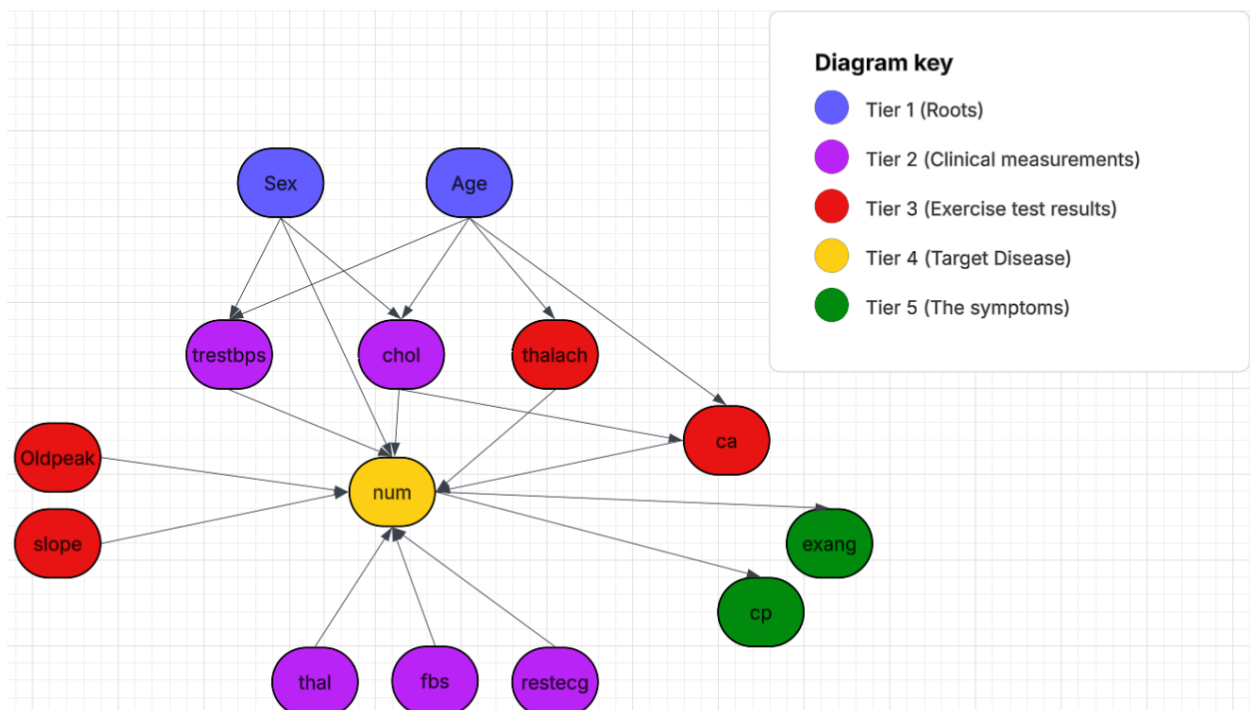 Diagram key
Tier 1 (Roots)
Tier 2 (Clinical measurements)
Tier 3 (Exercise test results)
Tier 4 (Target Disease)
Tier 5 (The symptoms)
Sex
Age
trestbps
chol
thalach
ca
Oldpeak
num
slope
exang
cp
thal
fbs
restecg